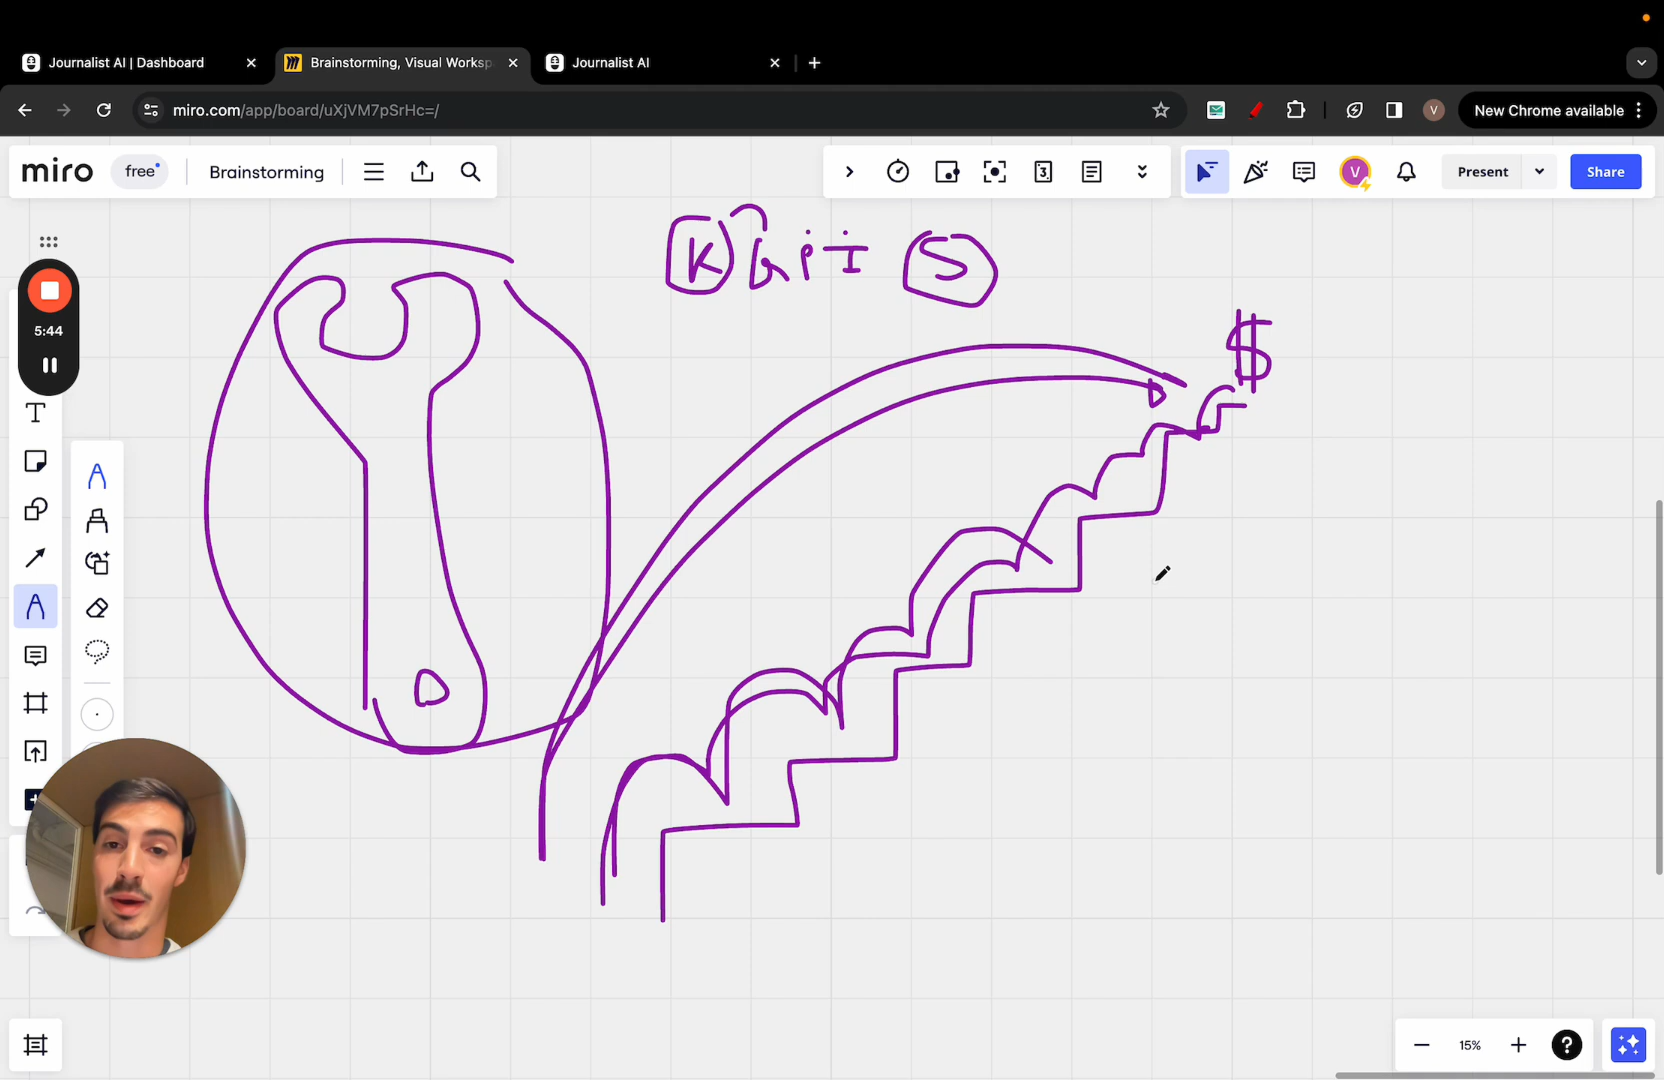 Journalist AI | Dashboard
Brainstorming, Visual Worksp
Journalist AI
miro.com/app/board/uXjVM7pSrHc=/
V
New Chrome available
miro
free
Brainstorming
3
V
Present
Share
K
S
$
5:44
T
15%
?